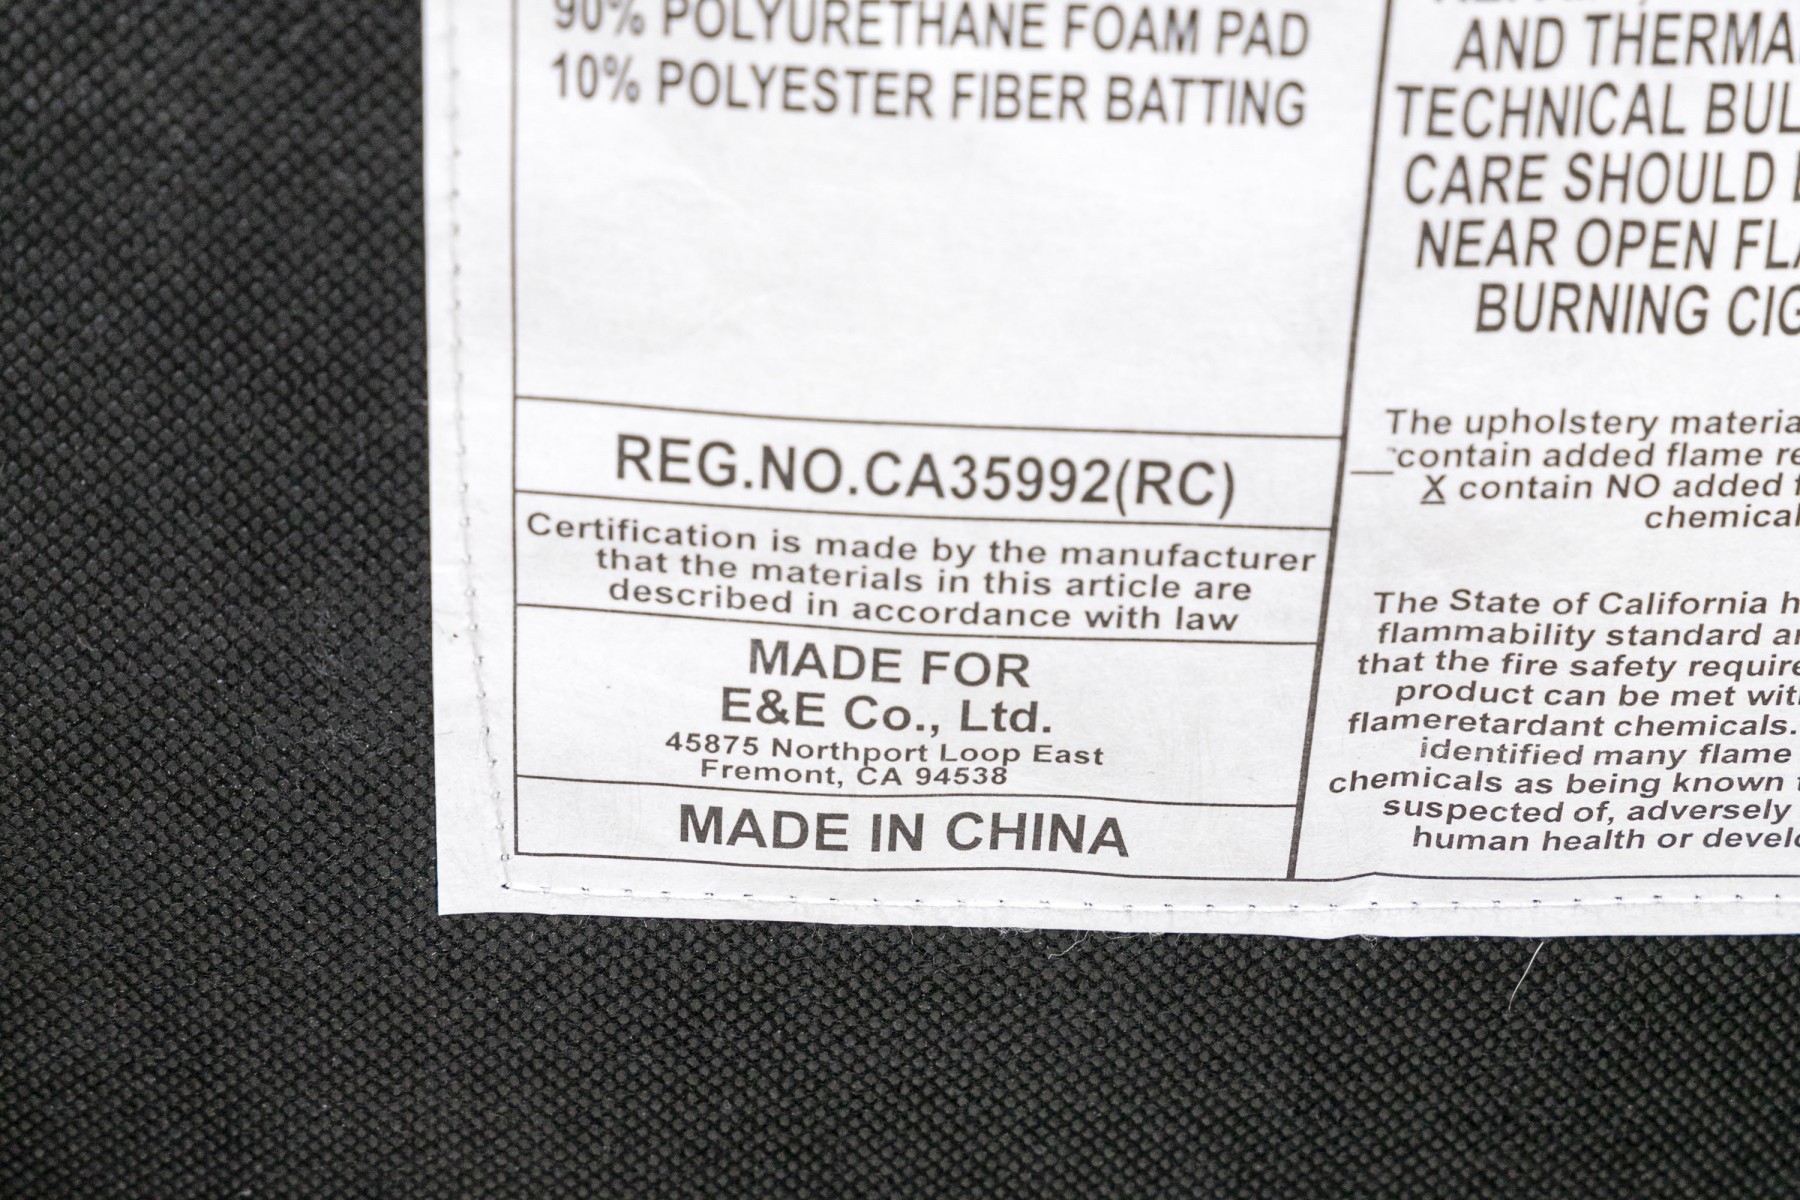 90% POLYURETHANE FOAM PAD
10% POLYESTER FIBER BATTING
REG.NO.CA35992(RC)
Certification is made by the manufacturer
that the materials in this article are
described in accordance with law
MADE FOR
E&E Co., Ltd.
45875 Northport Loop East
Fremont, CA 94538
MADE IN CHINA
AND THERMA
TECHNICAL BUL
CARE SHOULD
NEAR OPEN FLA
BURNING CIG
The upholstery materia
__contain added flame re
X contain NO added f
chemical
The State of California h
flammability standard an
that the fire safety require
product can be met wit
flameretardant chemicals.
identified many flame
chemicals as being known t
suspected of, adversely
human health or develo